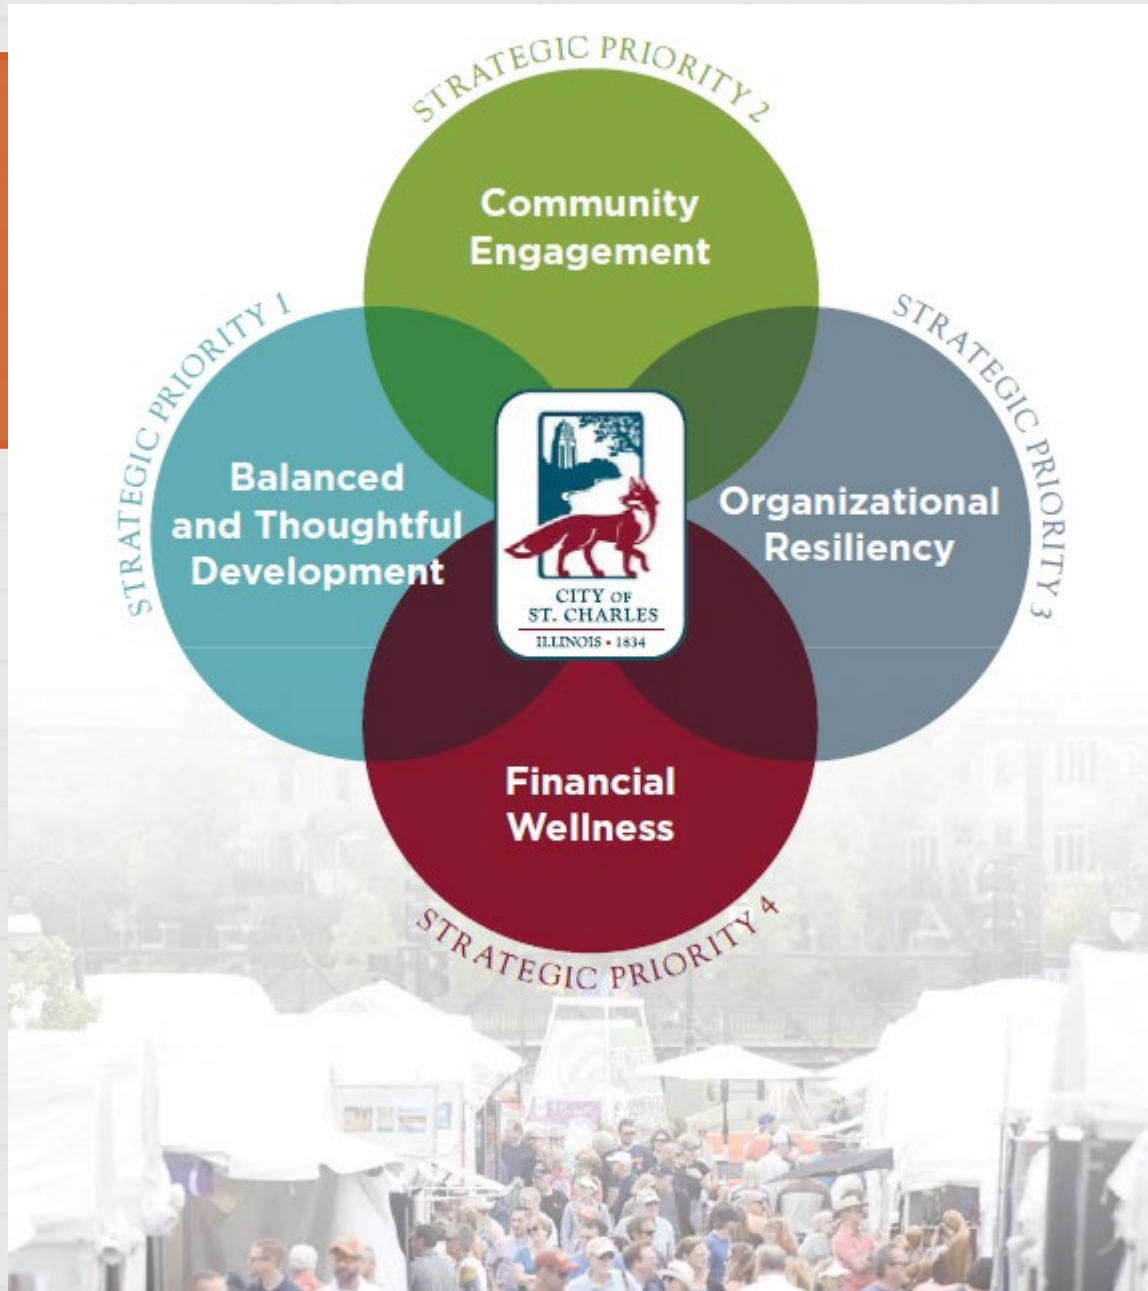 STRATEGIC PRIORITY 2
Community
Engagement
STRATEGIC PRIORITY 1
Balanced
and Thoughtful
Development
STRATEGIC PRIORITY 3
Organizational
Resiliency
CITY OF
ST. CHARLES
ILLINOIS • 1834
Financial
Wellness
STRATEGIC PRIORITY 4